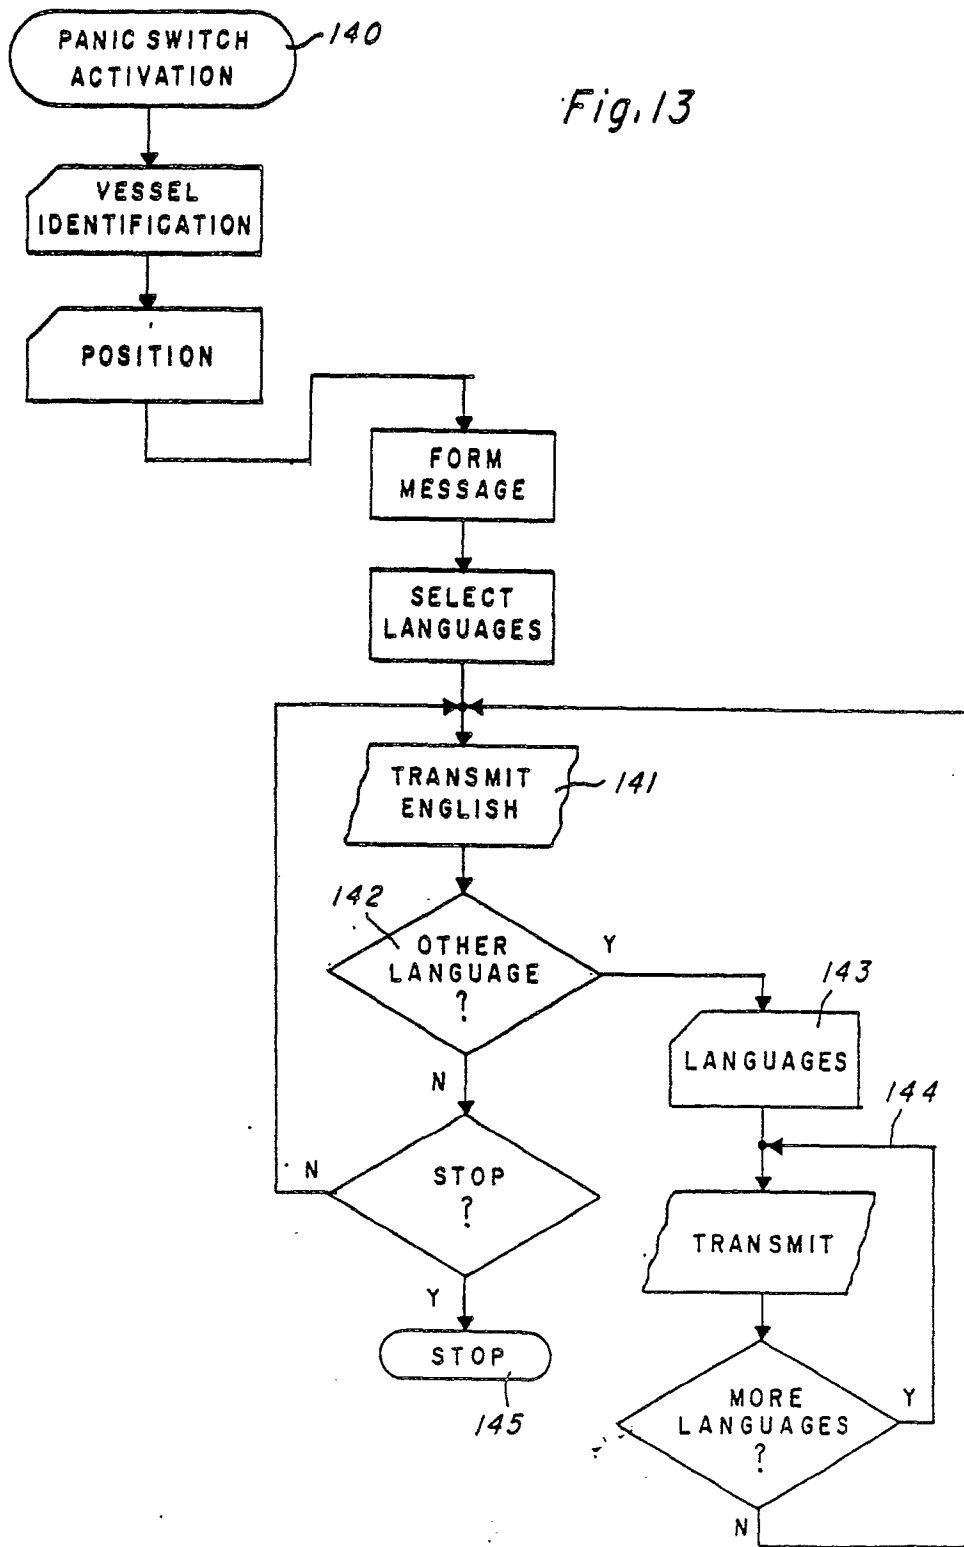 PANIC SWITCH
ACTIVATION
140
Fig. 13
VESSEL
IDENTIFICATION
POSITION
FORM
MESSAGE
SELECT
LANGUAGES
TRANSMIT
ENGLISH
141
142
OTHER
LANGUAGE
?
Y
N
143
LANGUAGES
144
STOP
?
N
Y
TRANSMIT
STOP
145
MORE
LANGUAGES
?
Y
N